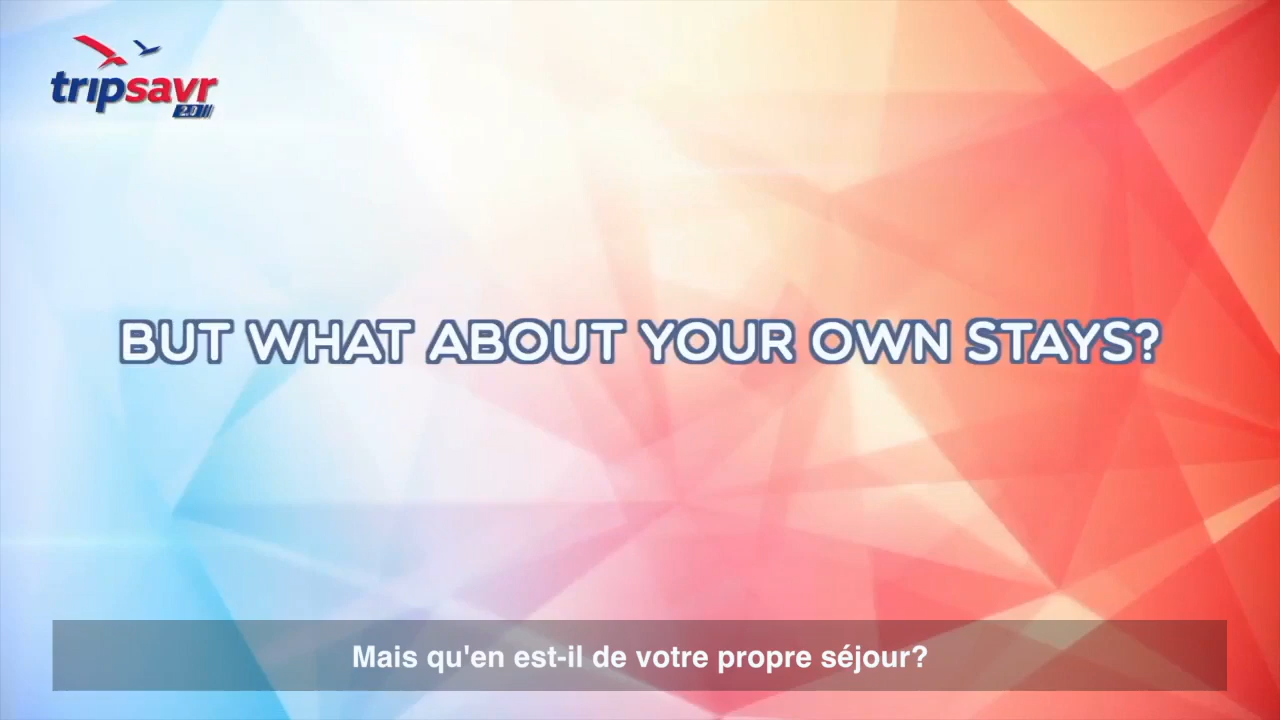 tripsavr
2.0
BUT WHAT ABOUT YOUR OWN STAYS?
Mais qu'en est-il de votre propre séjour?